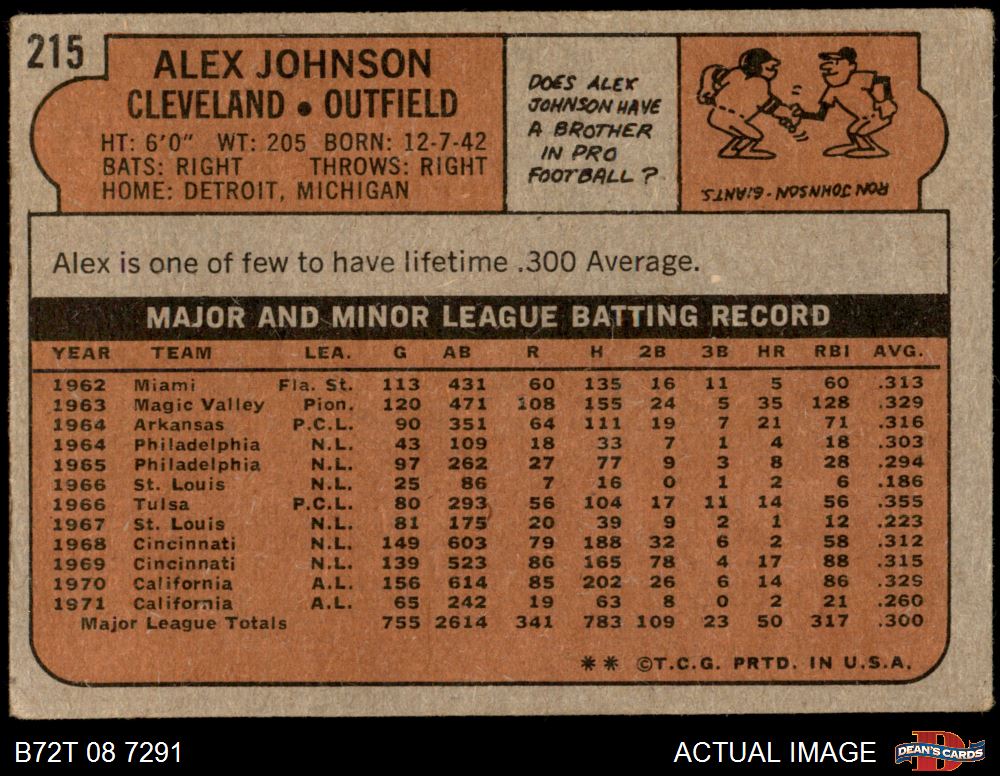 215
ALEX JOHNSON
CLEVELAND • OUTFIELD
HT: 6'0" WT: 205 BORN: 12-7-42
BATS: RIGHT THROWS: RIGHT
HOME: DETROIT, MICHIGAN
DOES ALEX
JOHNSON HAVE
A BROTHER
IN PRO
FOOTBALL?
RON JOHNSON - GIANTS.
Alex is one of few to have lifetime .300 Average.
MAJOR AND MINOR LEAGUE BATTING RECORD
YEAR TEAM LEA. G AB R H 2B 3B HR RBI AVG.
1962 Miami Fla. St. 113 431 60 135 16 11 5 60 .313
1963 Magic Valley Pion. 120 471 108 155 24 5 35 128 .329
1964 Arkansas P.C.L. 90 351 64 111 19 7 21 71 .316
1964 Philadelphia N.L. 43 109 18 33 7 1 4 18 .303
1965 Philadelphia N.L. 97 262 27 77 9 3 8 28 .294
1966 St. Louis N.L. 25 86 7 16 0 1 2 6 .186
1966 Tulsa P.C.L. 80 293 56 104 17 11 14 56 .355
1967 St. Louis N.L. 81 175 20 39 9 2 1 12 .223
1968 Cincinnati N.L. 149 603 79 188 32 6 2 58 .312
1969 Cincinnati N.L. 139 523 86 165 78 4 17 88 .315
1970 California A.L. 156 614 85 202 26 6 14 86 .329
1971 California A.L. 65 242 19 63 8 0 2 21 .260
Major League Totals 755 2614 341 783 109 23 50 317 .300
** ©T.C.G. PRTD. IN U.S.A.
B72T 08 7291
ACTUAL IMAGE
D
DEAN'S CARDS